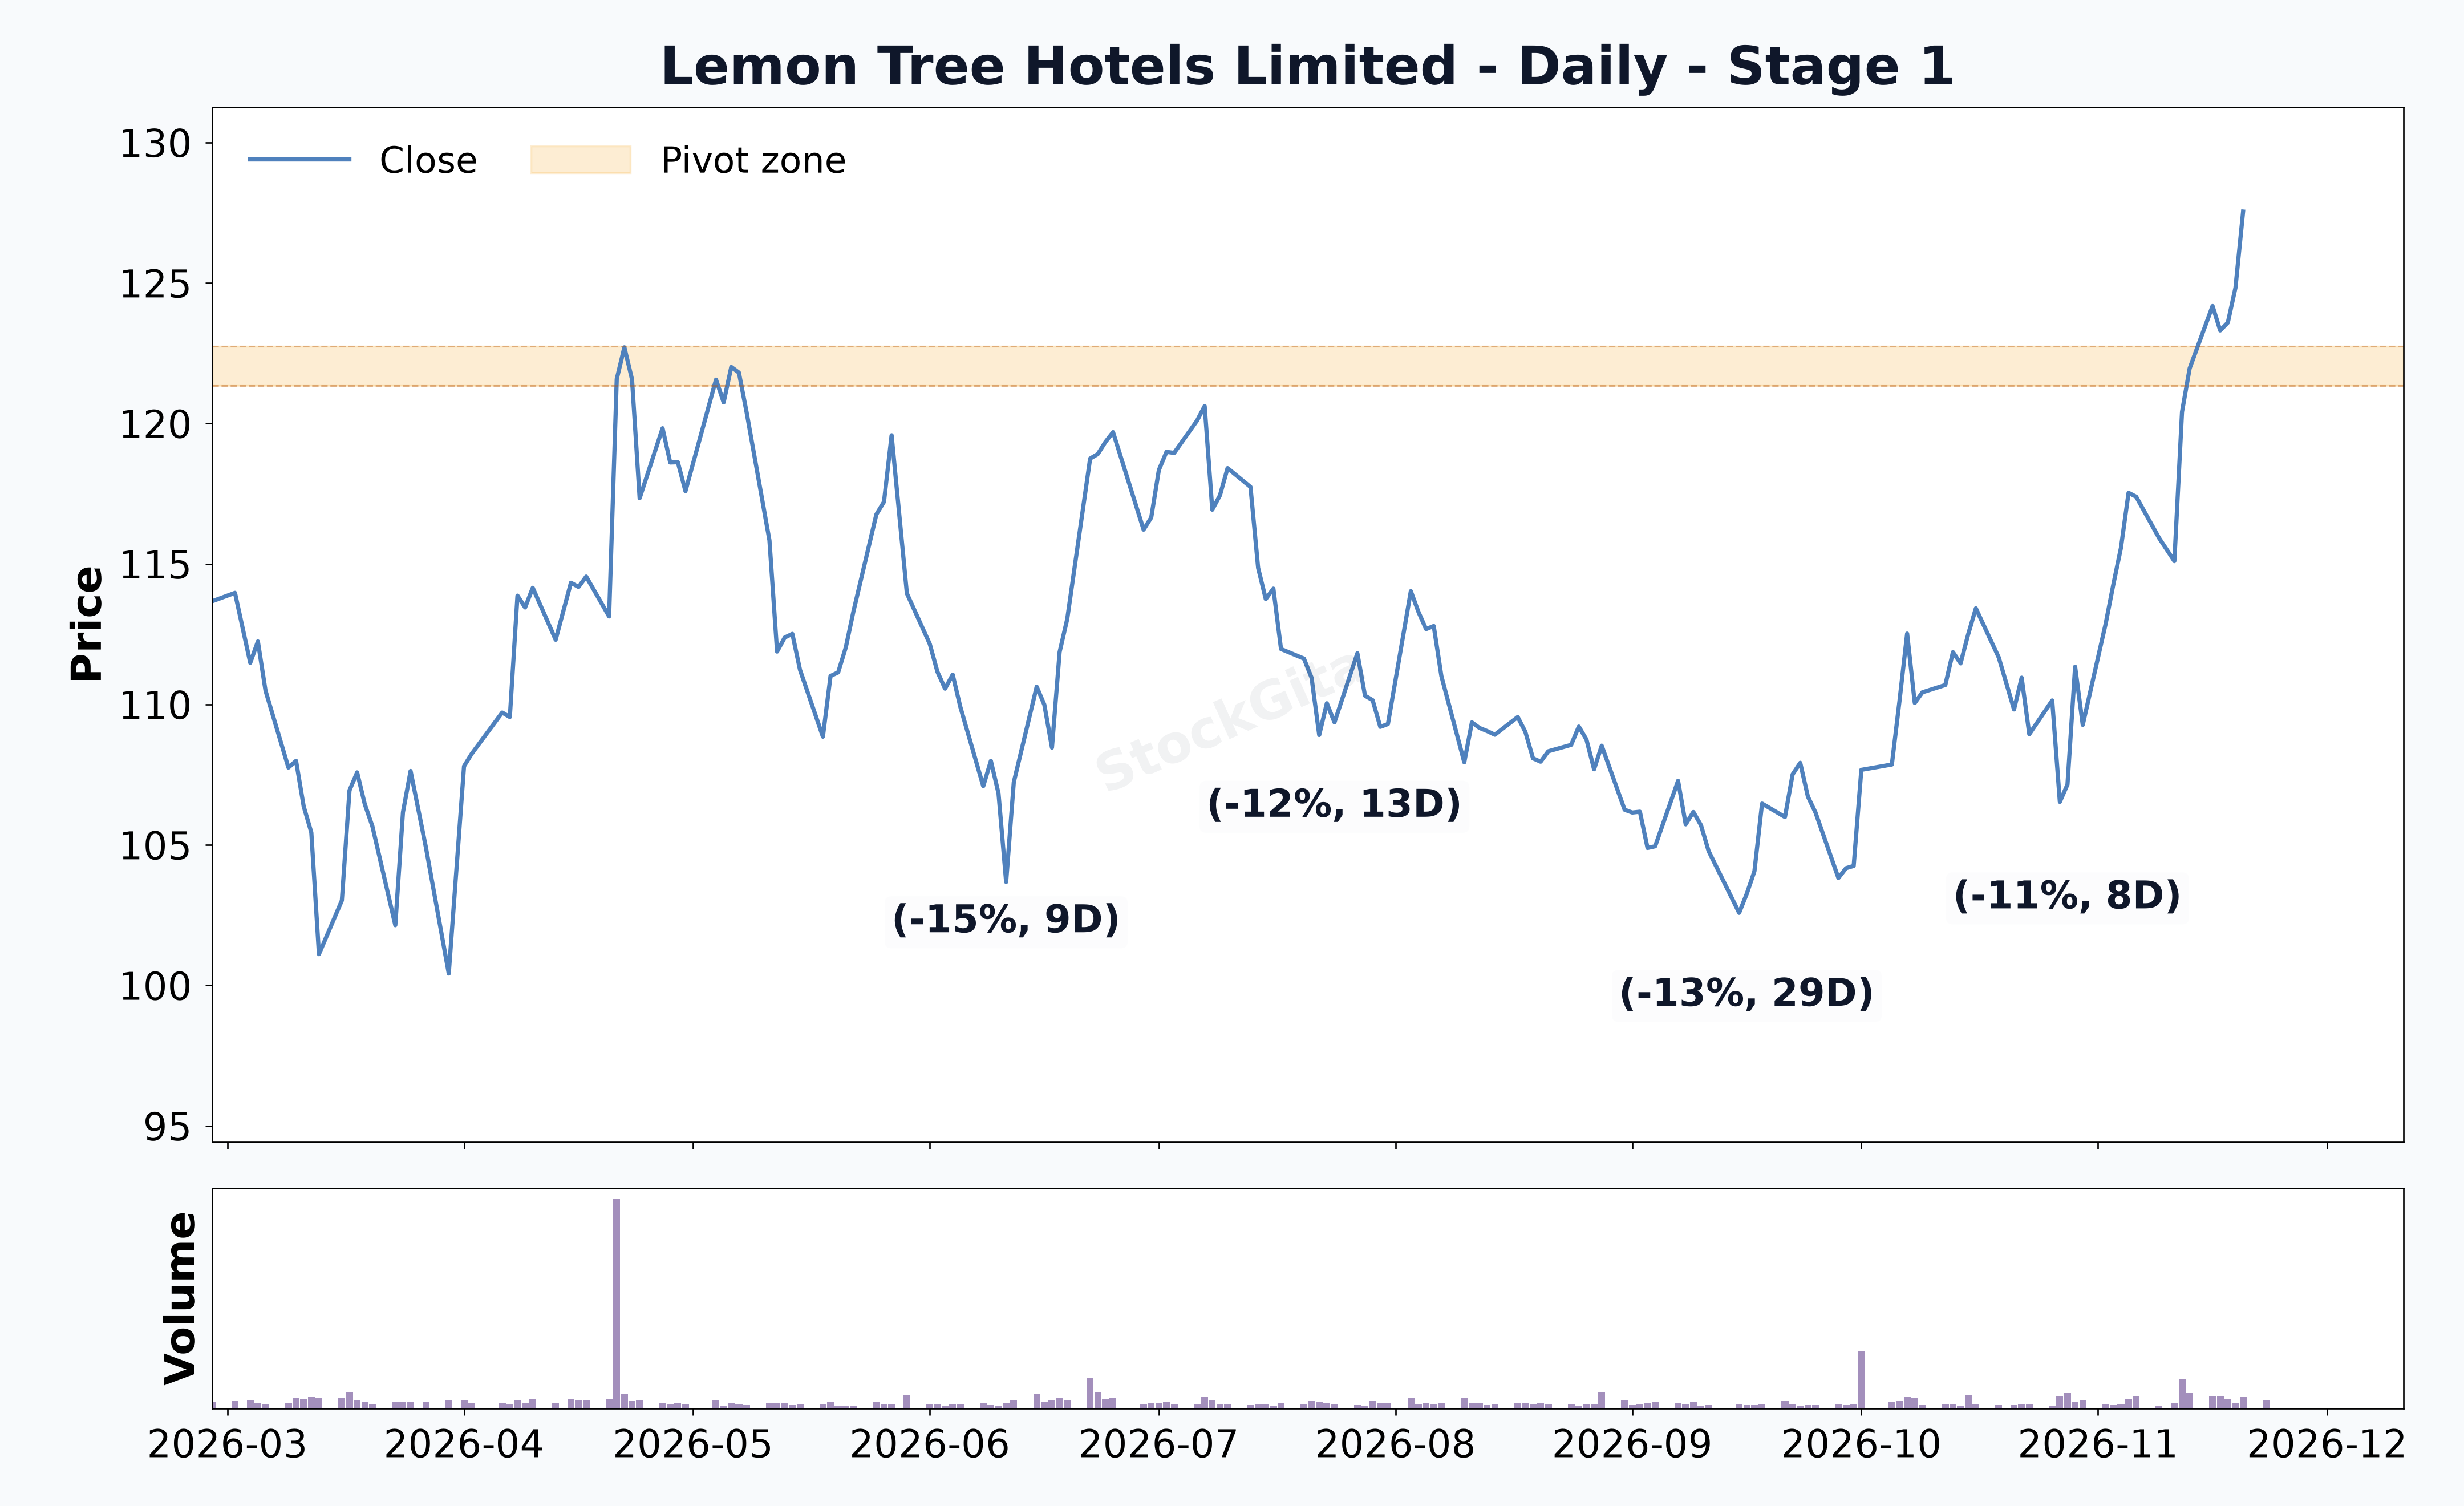 Lemon Tree Hotels Limited - Daily - Stage 1
Close
Pivot zone
130
125
120
115
110
105
100
95
Price
StockGita
(-15%, 9D)
(-12%, 13D)
(-13%, 29D)
(-11%, 8D)
Volume
2026-03
2026-04
2026-05
2026-06
2026-07
2026-08
2026-09
2026-10
2026-11
2026-12